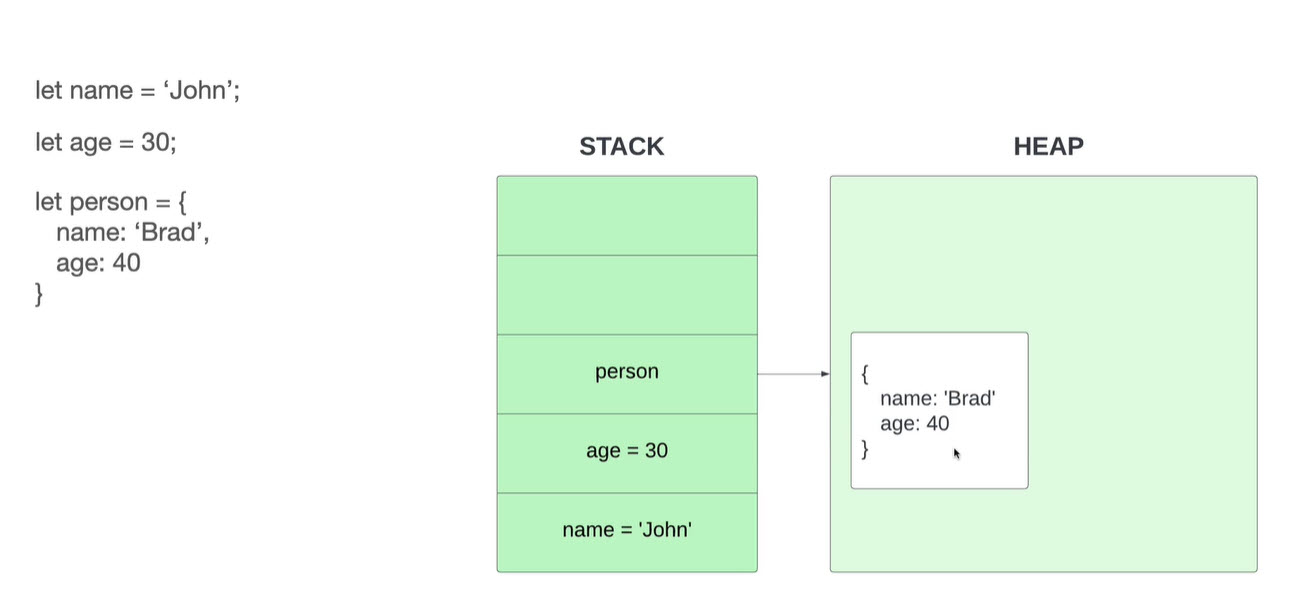 let name = ‘John’;
let age = 30;
let person = {
name: ‘Brad’,
age: 40
}
STACK
person
age = 30
name = 'John'
HEAP
{
name: 'Brad'
age: 40
}